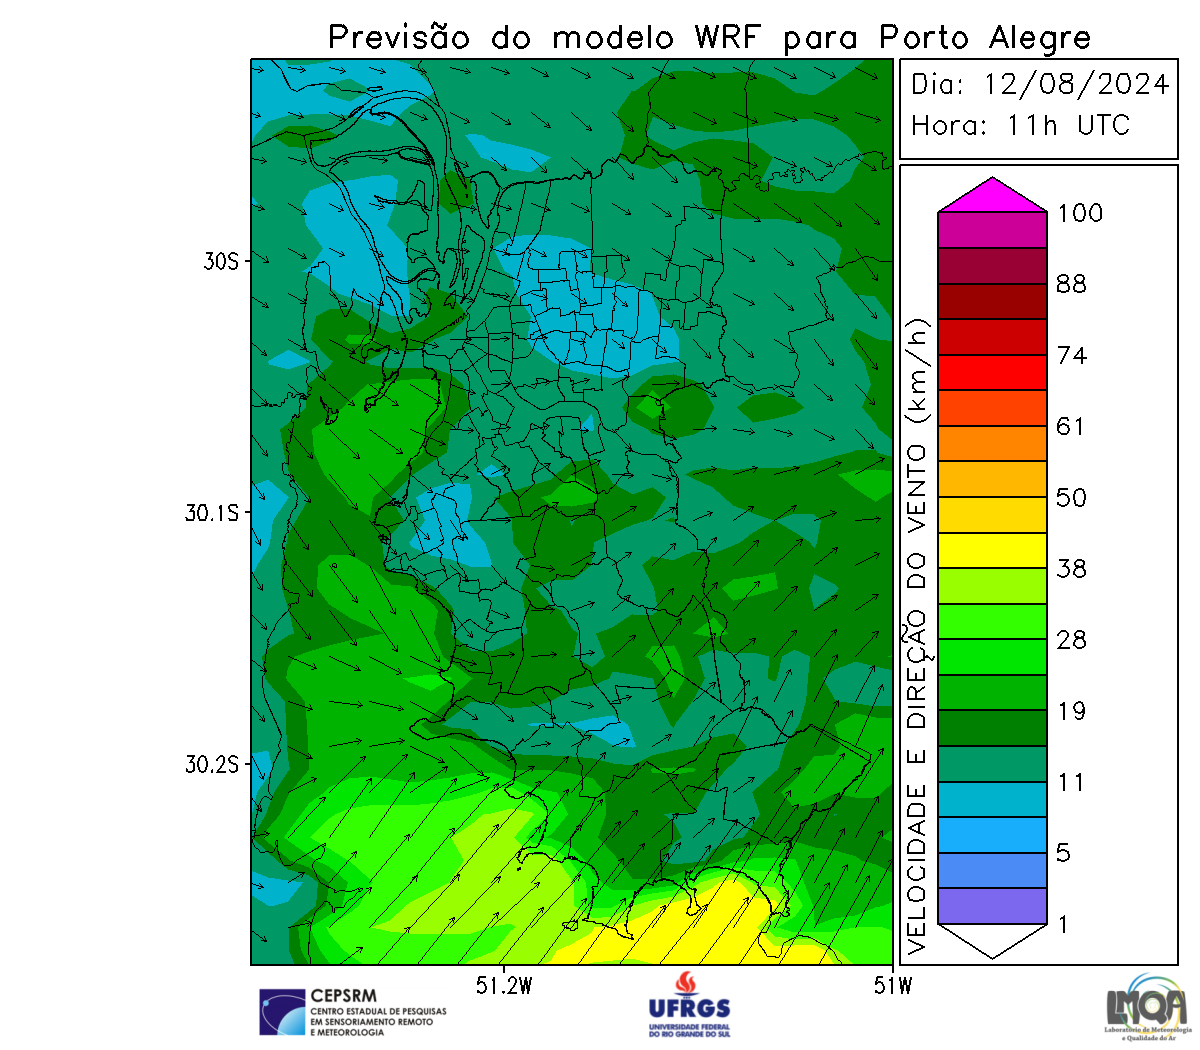 Previsão do modelo WRF para Porto Alegre
Dia: 12/08/2024
Hora: 11h UTC
30S
30.1S
30.2S
51.2W
51W
VELOCIDADE E DIREÇÃO DO VENTO (km/h)
100
88
74
61
50
38
28
19
11
5
1
CEPSRM
CENTRO ESTADUAL DE PESQUISAS
EM SENSORIAMENTO REMOTO
E METEOROLOGIA
UFRGS
UNIVERSIDADE FEDERAL
DO RIO GRANDE DO SUL
LMQA
Laboratório de Meteorologia
e Qualidade do Ar